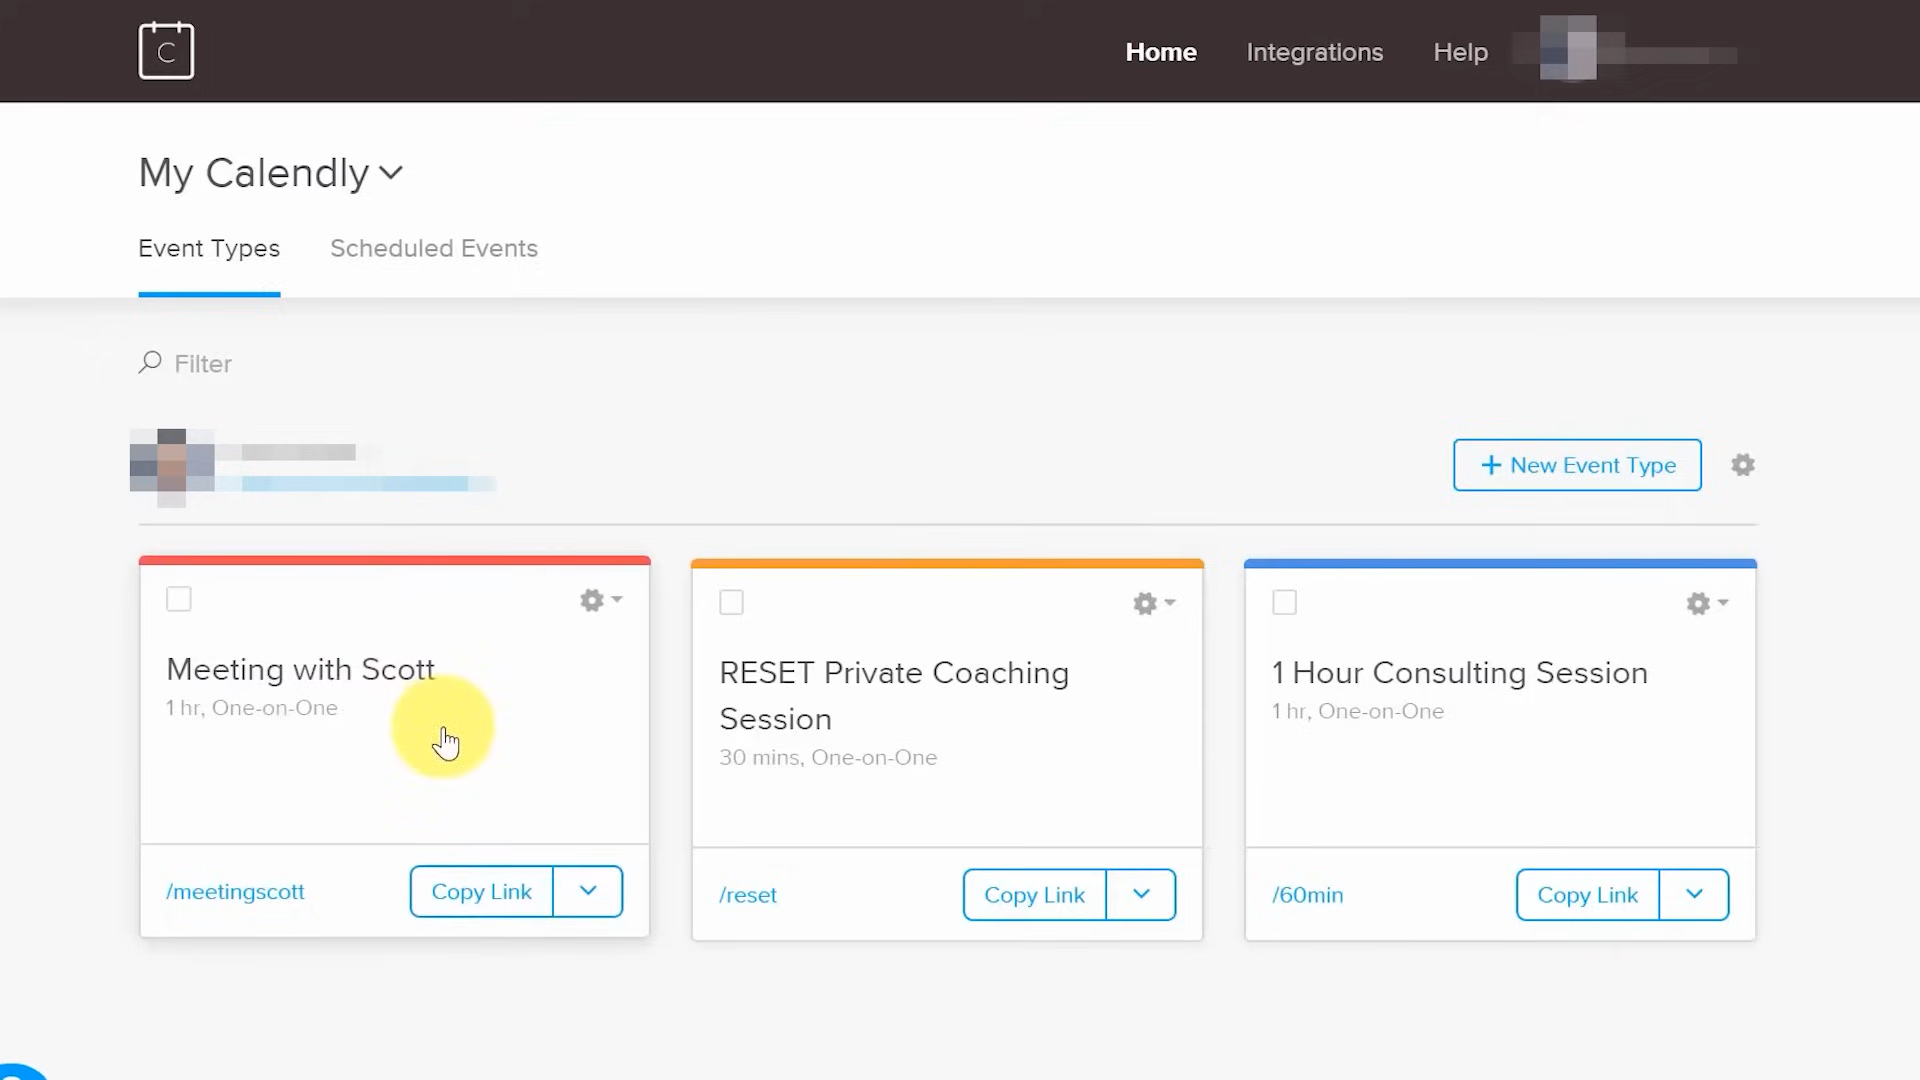 C
Home Integrations Help
My Calendly
Event Types Scheduled Events
Filter
+ New Event Type
Meeting with Scott
1 hr, One-on-One
/meetingscott Copy Link
RESET Private Coaching
Session
30 mins, One-on-One
/reset Copy Link
1 Hour Consulting Session
1 hr, One-on-One
/60min Copy Link